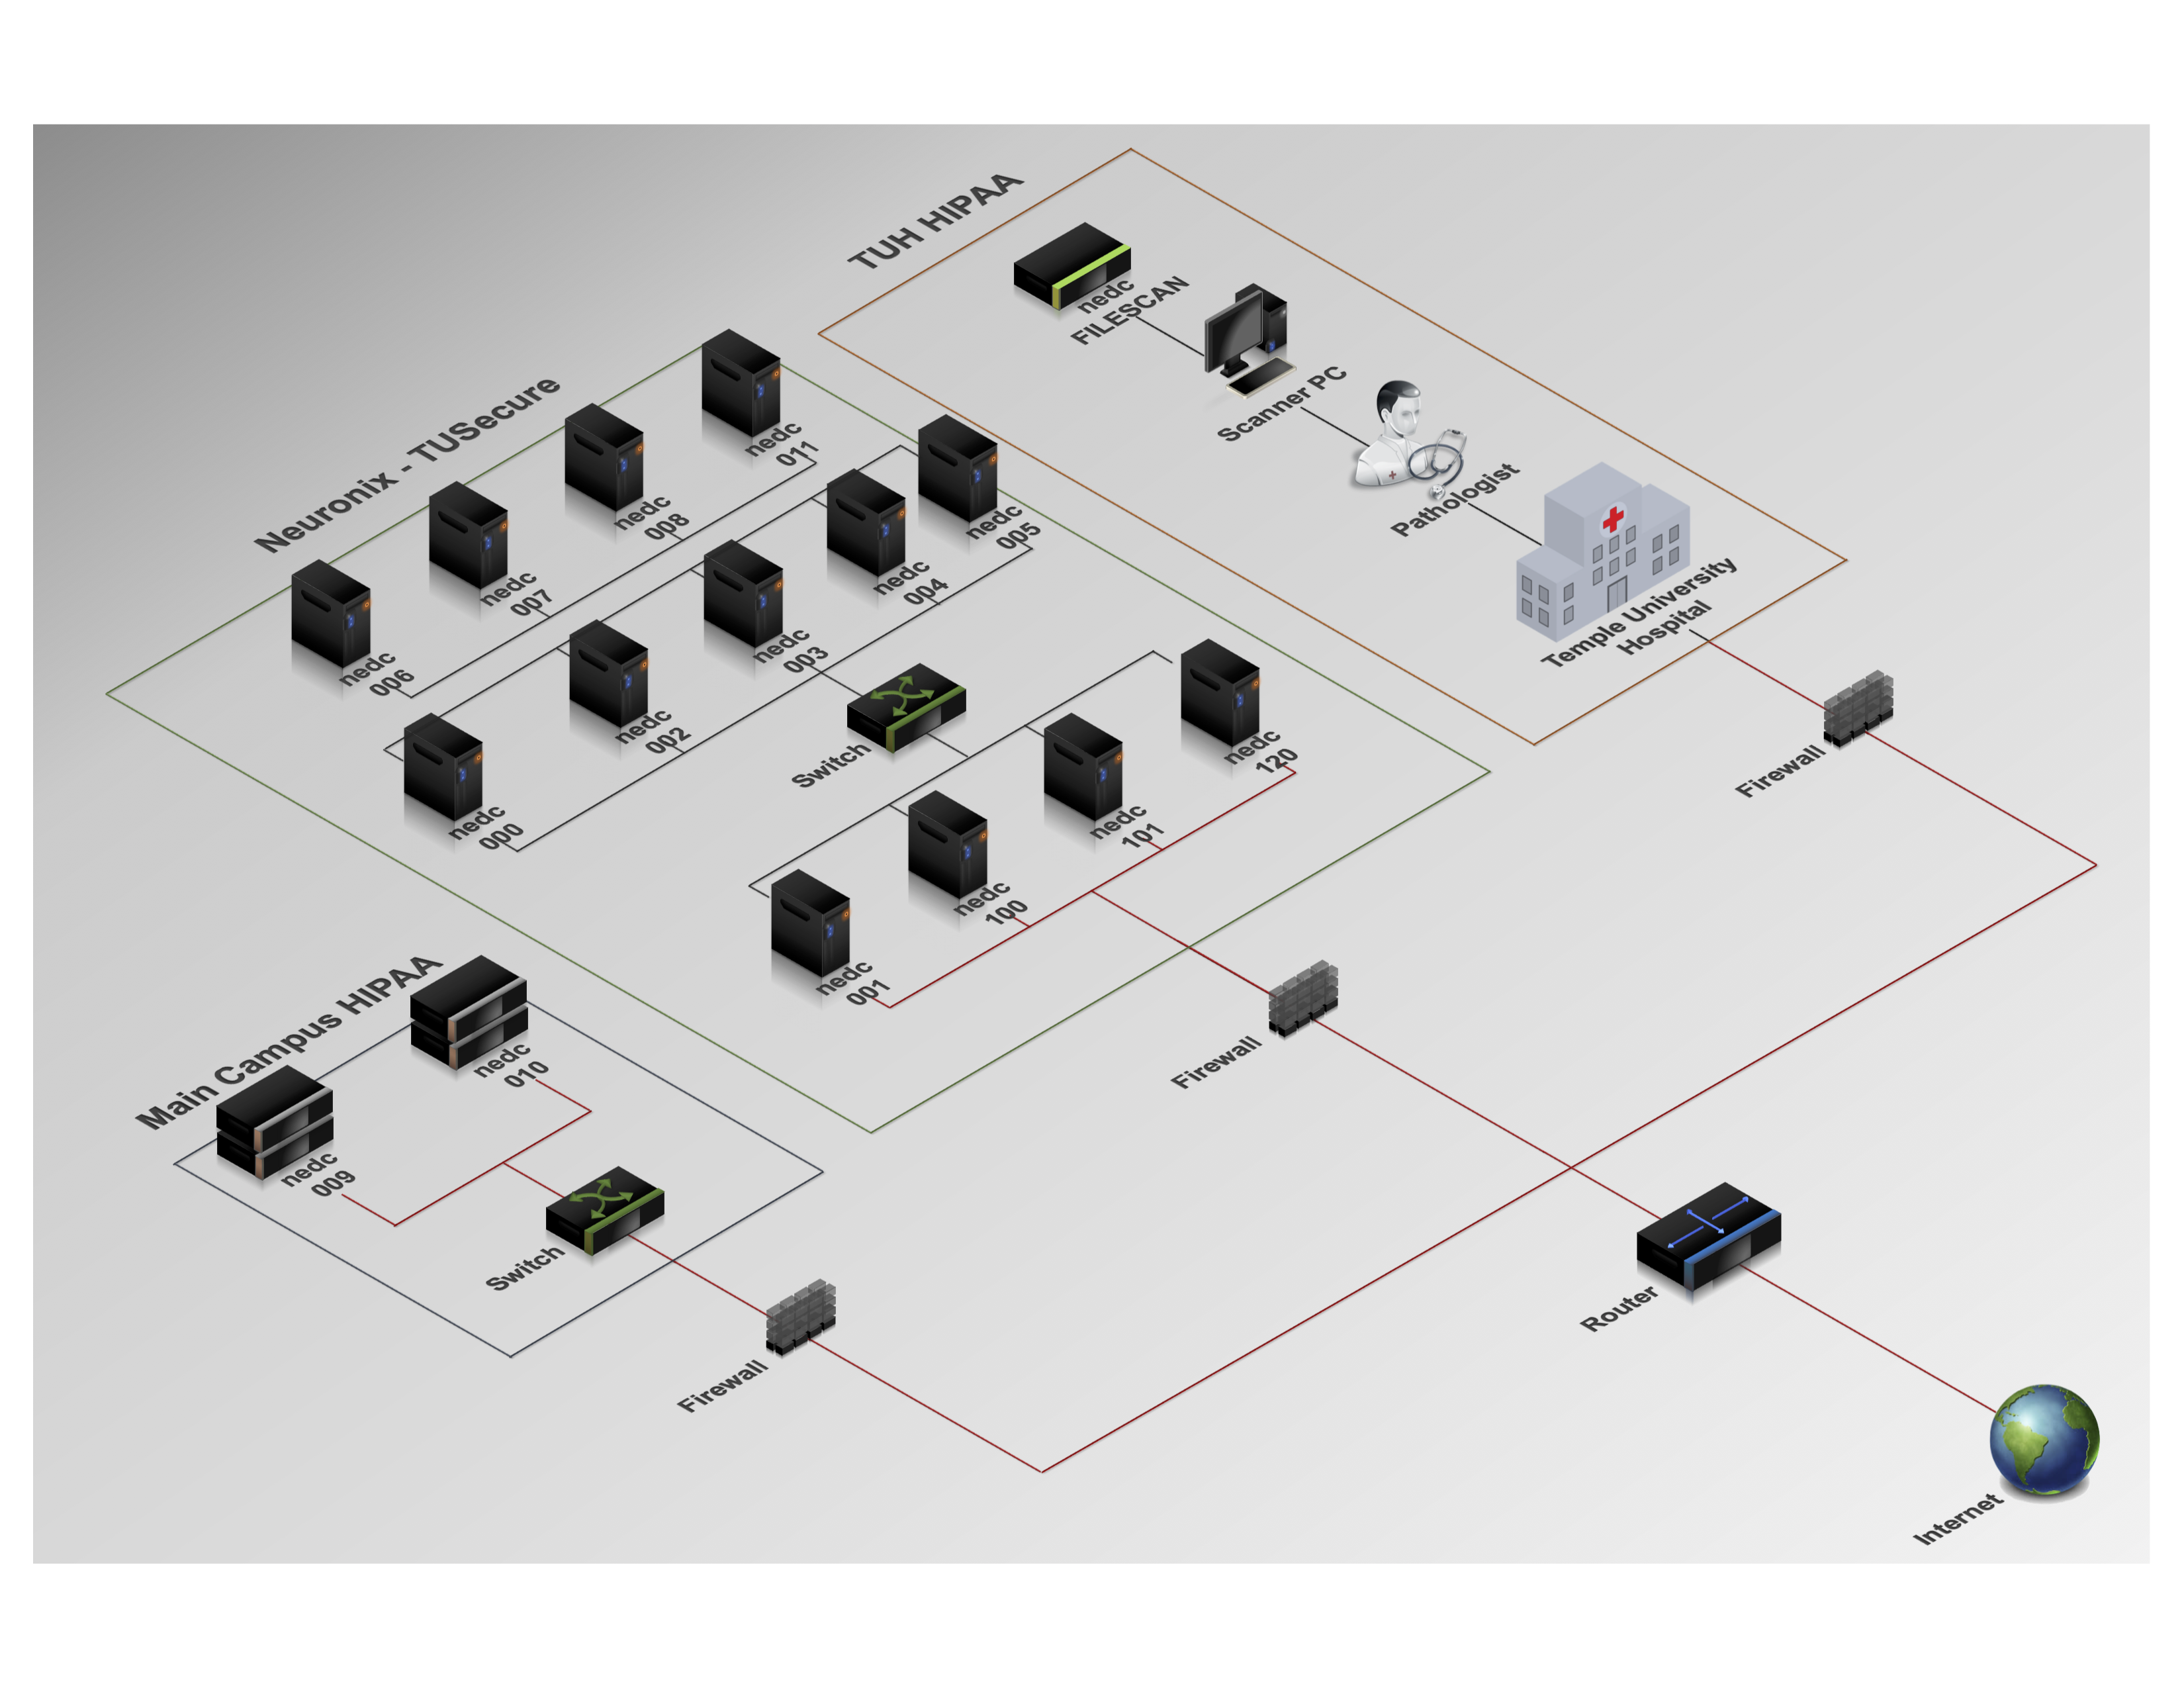 TUH HIPAA
nedc
FILESCAN
Scanner PC
Pathologist
Temple University
Hospital
Firewall
Neuronix - TUSecure
nedc
011
nedc
008
nedc
007
nedc
006
nedc
005
nedc
004
nedc
003
nedc
002
nedc
000
Switch
nedc
120
nedc
101
nedc
100
nedc
001
Firewall
Main Campus HIPAA
nedc
010
nedc
009
Switch
Firewall
Router
Internet